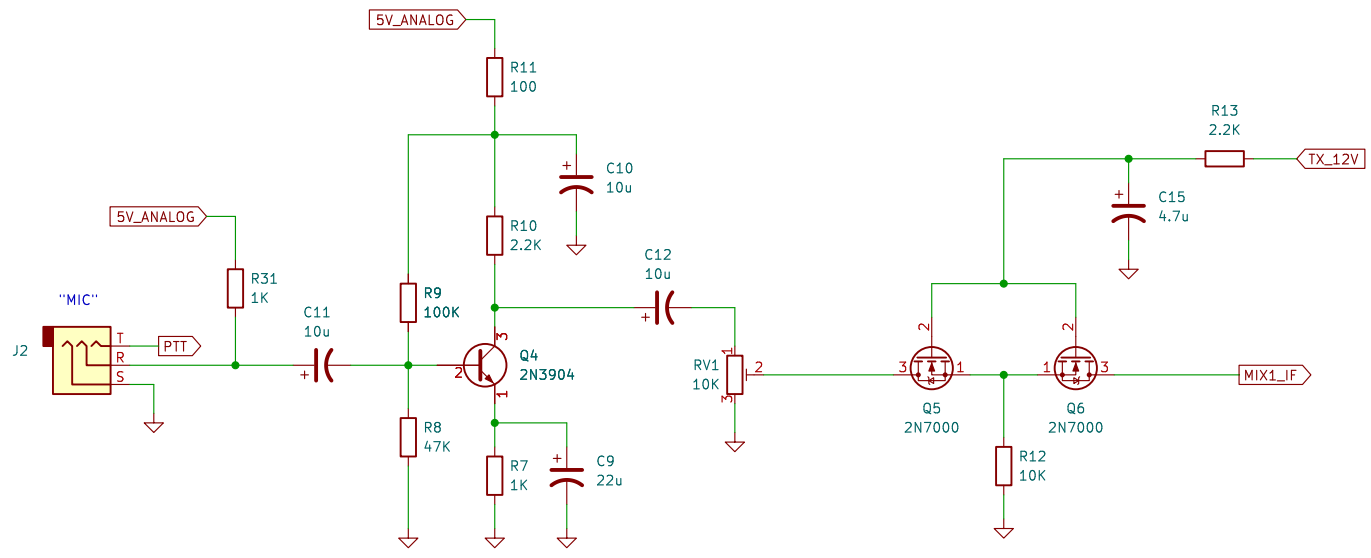 5V_ANALOG
R11
100
R13
2.2K
TX_12V
C10
10u
C15
4.7u
5V_ANALOG
R10
2.2K
C12
10u
+
+
+
R31
1K
R9
100K
"MIC"
C11
10u
+
J2
T
R
S
PTT
3
Q4
2N3904
2
1
RV1
10K
1
2
3
2
3
1
Q5
2N7000
2
1
3
Q6
2N7000
MIX1_IF
R8
47K
R7
1K
+
C9
22u
R12
10K